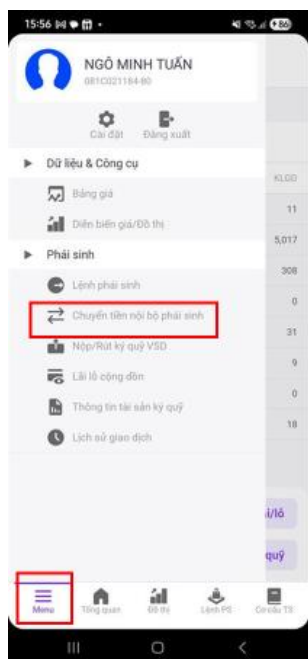 15:56
86
NGÔ MINH TUẤN
081C021184-80
Cài đặt Đăng xuất
Dữ liệu & Công cụ
KLGD
Bảng giá
11
Diễn biến giá/Đồ thị
5,017
Phái sinh
308
Lệnh phái sinh
0
Chuyển tiền nội bộ phái sinh
31
Nộp/Rút ký quỹ VSD
9
Lãi lỗ cộng dồn
0
Thông tin tài sản ký quỹ
18
Lịch sử giao dịch
i/lỗ
quỹ
Menu Tổng quan Đồ thị Lệnh PS Cơ cấu TS